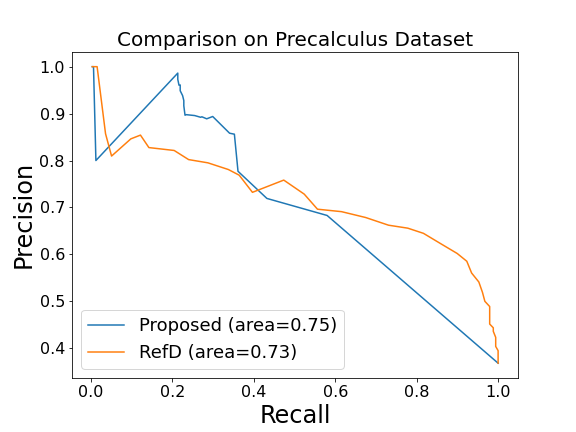 Comparison on Precalculus Dataset
1.0
0.9
0.8
0.7
0.6
0.5
0.4
Precision
Proposed (area=0.75)
RefD (area=0.73)
0.0 0.2 0.4 0.6 0.8 1.0
Recall